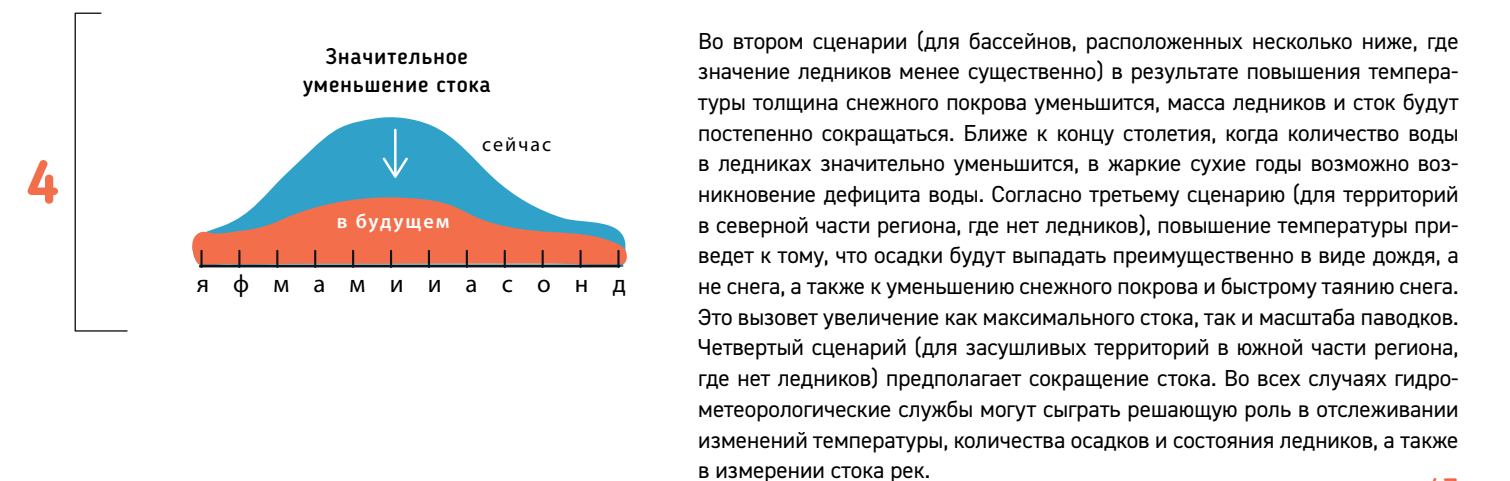 4
Значительное
уменьшение стока
сейчас
в будущем
я ф м а м и и а с о н д
Во втором сценарии (для бассейнов, расположенных несколько ниже, где
значение ледников менее существенно) в результате повышения темпера-
туры толщина снежного покрова уменьшится, масса ледников и сток будут
постепенно сокращаться. Ближе к концу столетия, когда количество воды
в ледниках значительно уменьшится, в жаркие сухие годы возможно воз-
никновение дефицита воды. Согласно третьему сценарию (для территорий
в северной части региона, где нет ледников), повышение температуры при-
ведет к тому, что осадки будут выпадать преимущественно в виде дождя, а
не снега, а также к уменьшению снежного покрова и быстрому таянию снега.
Это вызовет увеличение как максимального стока, так и масштаба паводков.
Четвертый сценарий (для засушливых территорий в южной части региона,
где нет ледников) предполагает сокращение стока. Во всех случаях гидро-
метеорологические службы могут сыграть решающую роль в отслеживании
изменений температуры, количества осадков и состояния ледников, а также
в измерении стока рек.